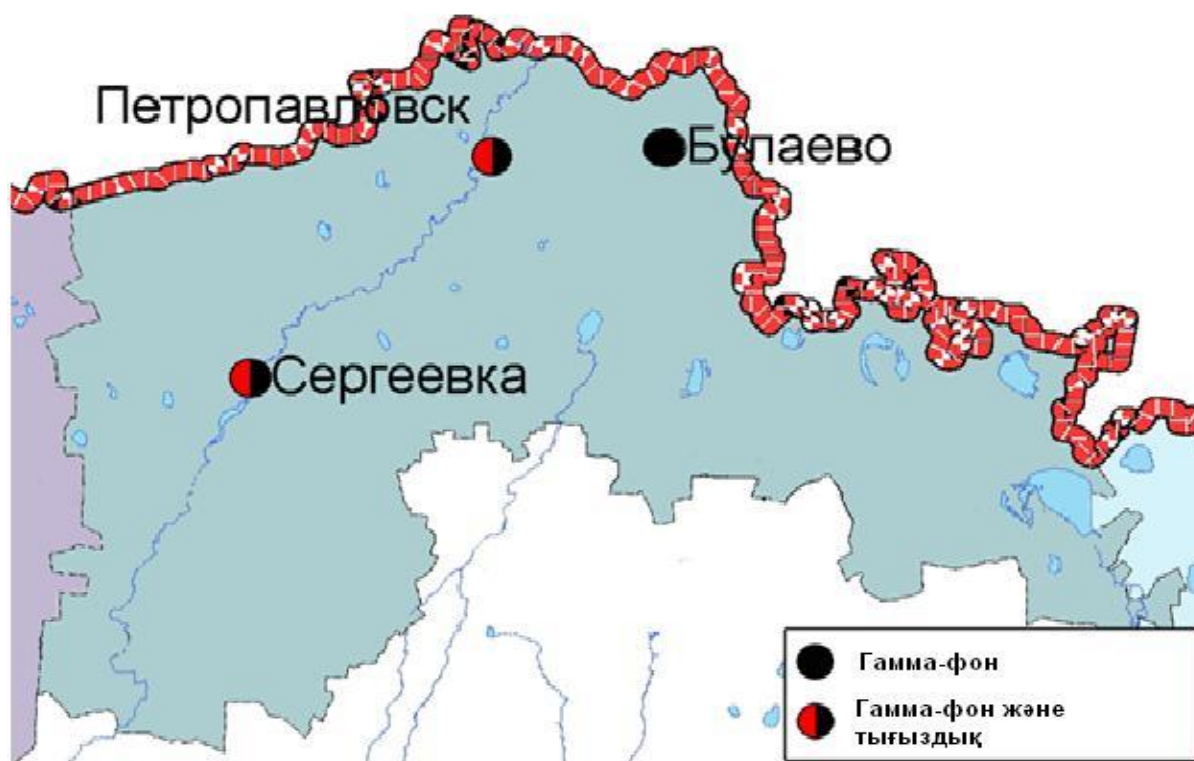 Петропавловск
Булаево
Сергеевка
Гамма-фон
Гамма-фон және
тығыздық